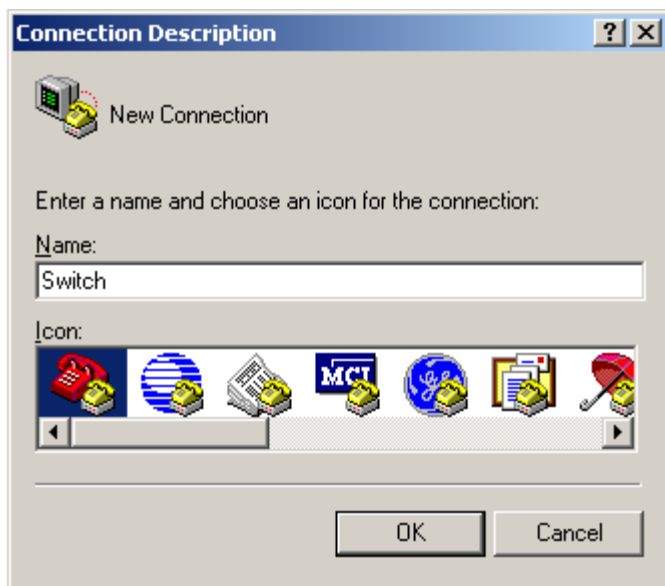 Connection Description
New Connection
Enter a name and choose an icon for the connection:
Name:
Switch
Icon:
MCI
OK Cancel